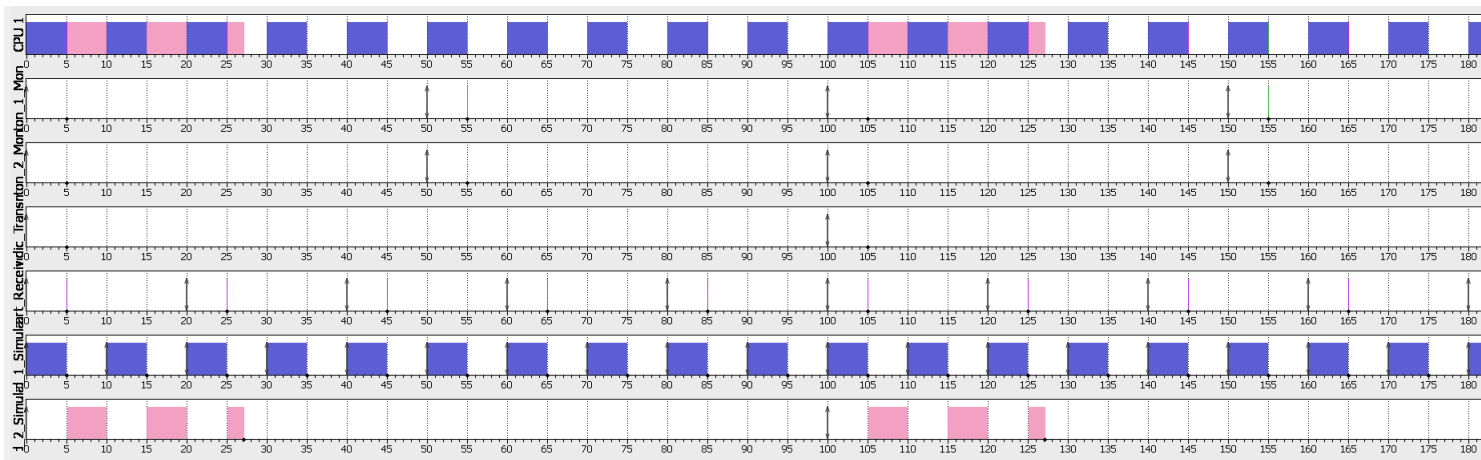 CPU 1
0 5 10 15 20 25 30 35 40 45 50 55 60 65 70 75 80 85 90 95 100 105 110 115 120 125 130 135 140 145 150 155 160 165 170 175 180
ton_1_Mon
0 5 10 15 20 25 30 35 40 45 50 55 60 65 70 75 80 85 90 95 100 105 110 115 120 125 130 135 140 145 150 155 160 165 170 175 180
nton_2_Mon
0 5 10 15 20 25 30 35 40 45 50 55 60 65 70 75 80 85 90 95 100 105 110 115 120 125 130 135 140 145 150 155 160 165 170 175 180
dic_Trans
0 5 10 15 20 25 30 35 40 45 50 55 60 65 70 75 80 85 90 95 100 105 110 115 120 125 130 135 140 145 150 155 160 165 170 175 180
art_Receiv
0 5 10 15 20 25 30 35 40 45 50 55 60 65 70 75 80 85 90 95 100 105 110 115 120 125 130 135 140 145 150 155 160 165 170 175 180
1_Simula
0 5 10 15 20 25 30 35 40 45 50 55 60 65 70 75 80 85 90 95 100 105 110 115 120 125 130 135 140 145 150 155 160 165 170 175 180
2_Simula
0 5 10 15 20 25 30 35 40 45 50 55 60 65 70 75 80 85 90 95 100 105 110 115 120 125 130 135 140 145 150 155 160 165 170 175 180